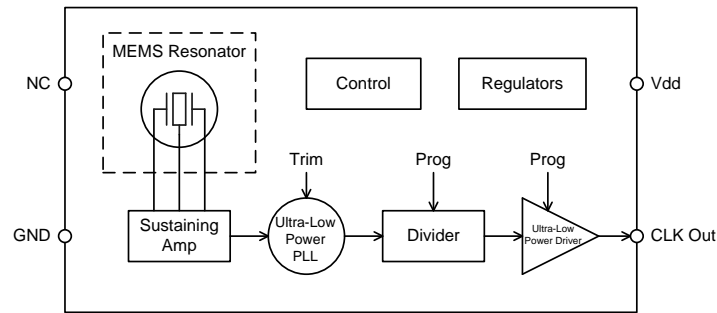 MEMS Resonator
NC
Control
Regulators
Vdd
Trim
Prog
Prog
GND
Sustaining
Amp
Ultra-Low
Power
PLL
Divider
Ultra-Low
Power Driver
CLK Out